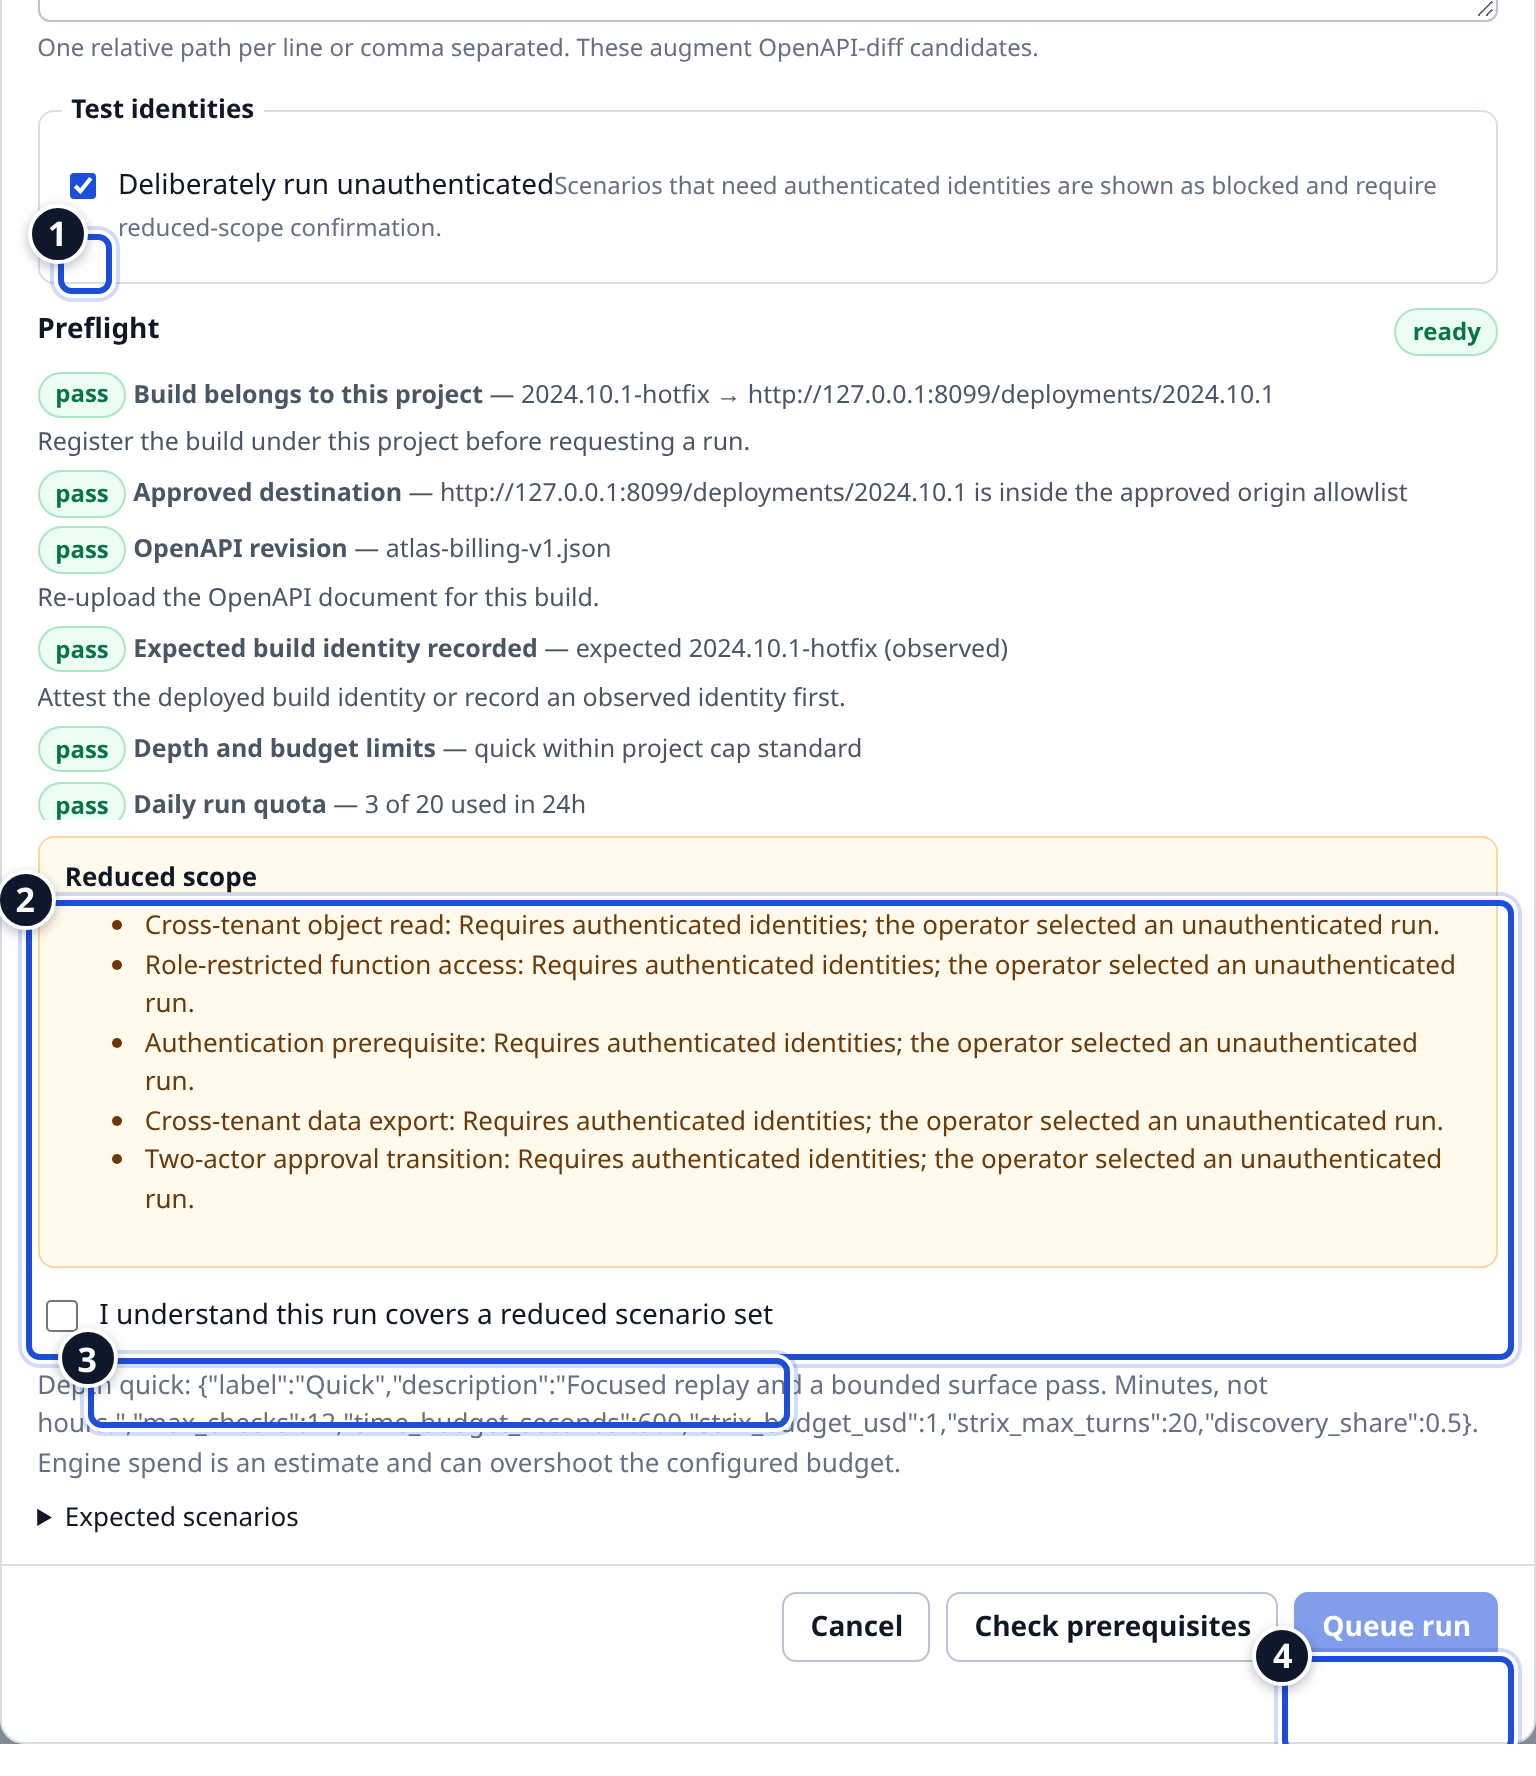 One relative path per line or comma separated. These augment OpenAPI-diff candidates.
Test identities
Deliberately run unauthenticatedScenarios that need authenticated identities are shown as blocked and require
reduced-scope confirmation.
1
Preflight
ready
pass Build belongs to this project — 2024.10.1-hotfix → http://127.0.0.1:8099/deployments/2024.10.1
Register the build under this project before requesting a run.
pass Approved destination — http://127.0.0.1:8099/deployments/2024.10.1 is inside the approved origin allowlist
pass OpenAPI revision — atlas-billing-v1.json
Re-upload the OpenAPI document for this build.
pass Expected build identity recorded — expected 2024.10.1-hotfix (observed)
Attest the deployed build identity or record an observed identity first.
pass Depth and budget limits — quick within project cap standard
pass Daily run quota — 3 of 20 used in 24h
Reduced scope
2
• Cross-tenant object read: Requires authenticated identities; the operator selected an unauthenticated run.
• Role-restricted function access: Requires authenticated identities; the operator selected an unauthenticated
run.
• Authentication prerequisite: Requires authenticated identities; the operator selected an unauthenticated
run.
• Cross-tenant data export: Requires authenticated identities; the operator selected an unauthenticated run.
• Two-actor approval transition: Requires authenticated identities; the operator selected an unauthenticated
run.
I understand this run covers a reduced scenario set
3
Depth quick: {"label":"Quick","description":"Focused replay and a bounded surface pass. Minutes, not
hours.","max_checks":12,"time_budget_seconds":600,"strix_budget_usd":1,"strix_max_turns":20,"discovery_share":0.5}.
Engine spend is an estimate and can overshoot the configured budget.
▶ Expected scenarios
Cancel
Check prerequisites
Queue run
4